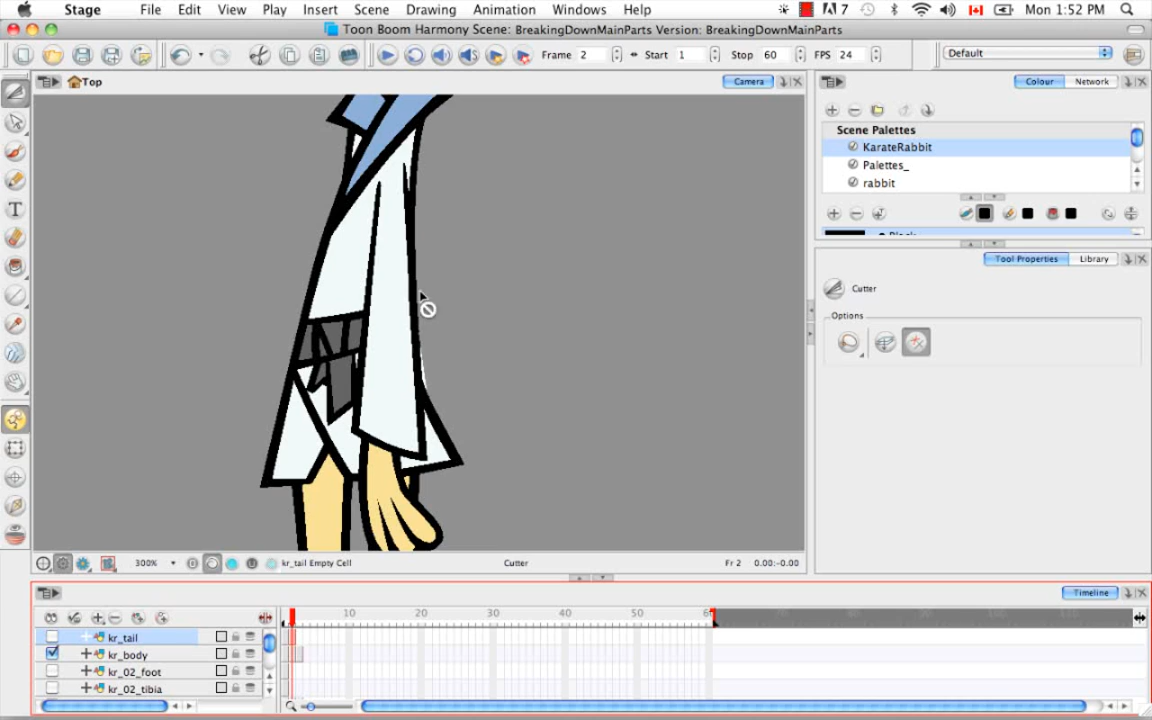 Stage File Edit View Play Insert Scene Drawing Animation Windows Help 7 Mon 1:52 PM
Toon Boom Harmony Scene: BreakingDownMainParts Version: BreakingDownMainParts
Frame 2 Start 1 Stop 60 FPS 24 Default
Top Camera Colour Network
Scene Palettes
KarateRabbit
Palettes_
rabbit
Tool Properties Library
Cutter
Options
300% kr_tail Empty Cell Cutter Fr 2 0.00:-0.00
Timeline
10 20 30 40 50
kr_tail
kr_body
kr_02_foot
kr_02_tibia